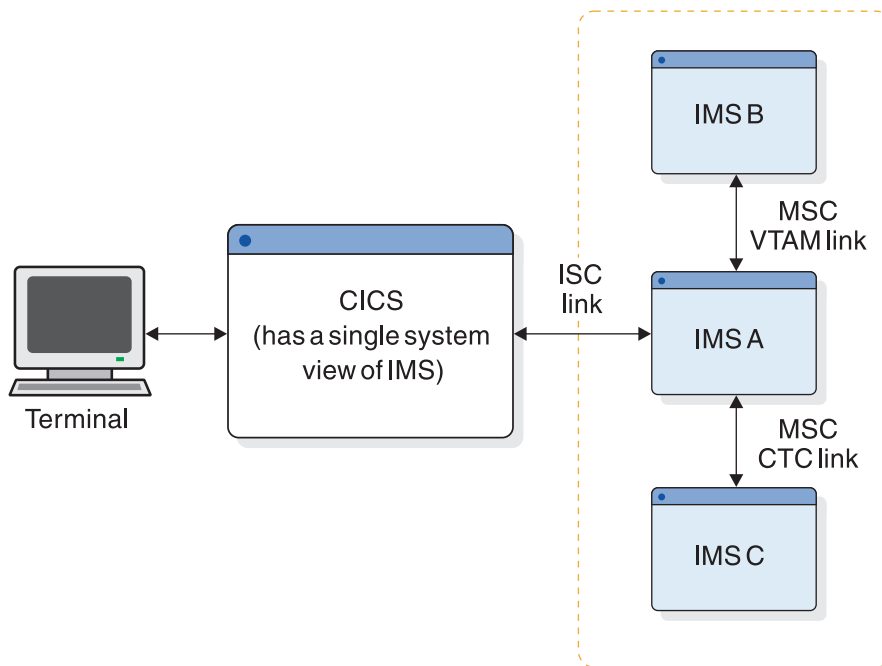 Terminal
CICS
(has a single system
view of IMS)
ISC
link
IMS B
MSC
VTAM link
IMS A
MSC
CTC link
IMS C